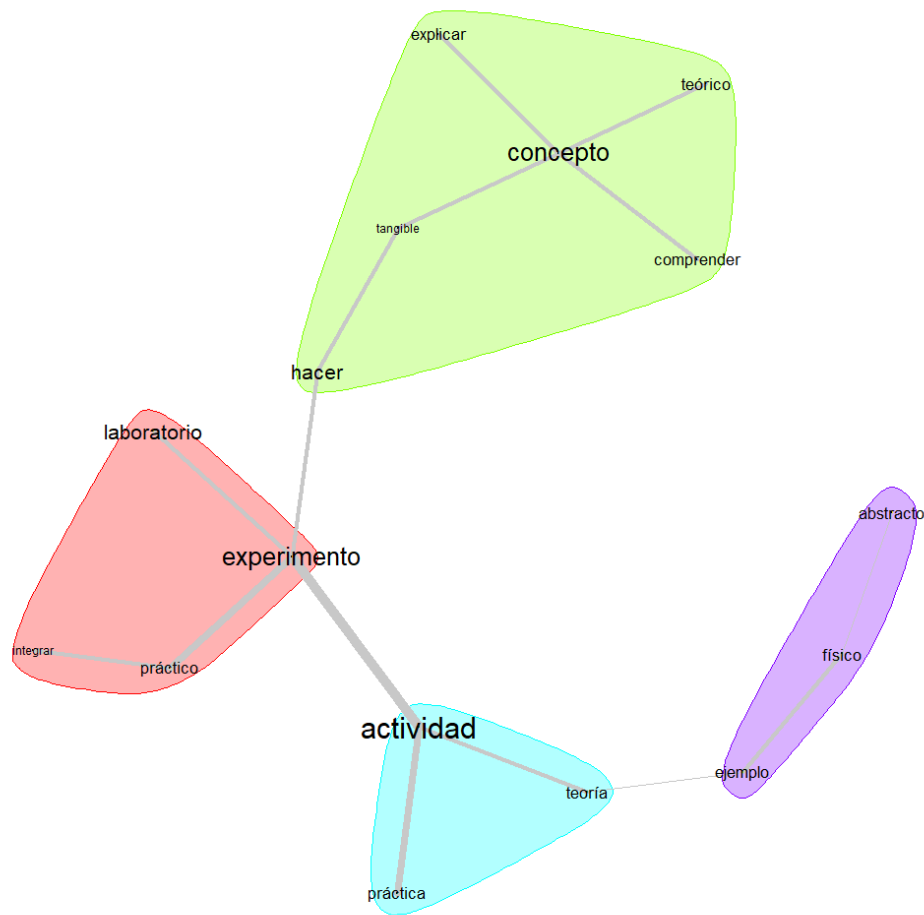 explicar
teórico
concepto
tangible
comprender
hacer
laboratorio
abstracto
experimento
integrar
práctico
físico
actividad
ejemplo
teoría
práctica